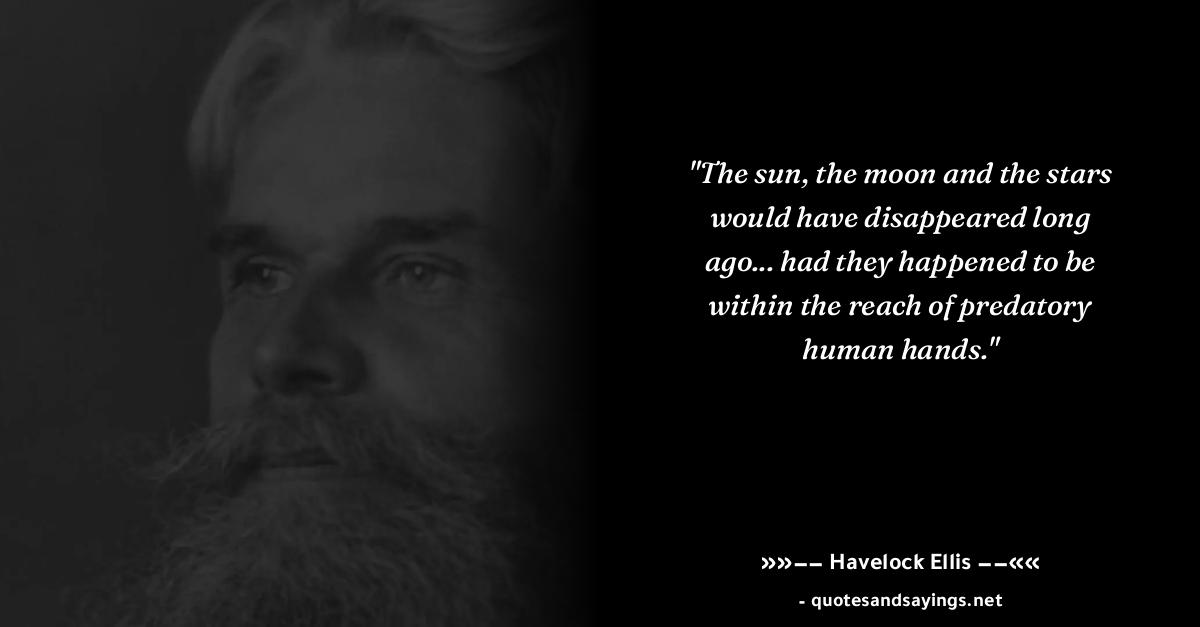 "The sun, the moon and the stars
would have disappeared long
ago... had they happened to be
within the reach of predatory
human hands."
»»−− Havelock Ellis −−««
- quotesandsayings.net